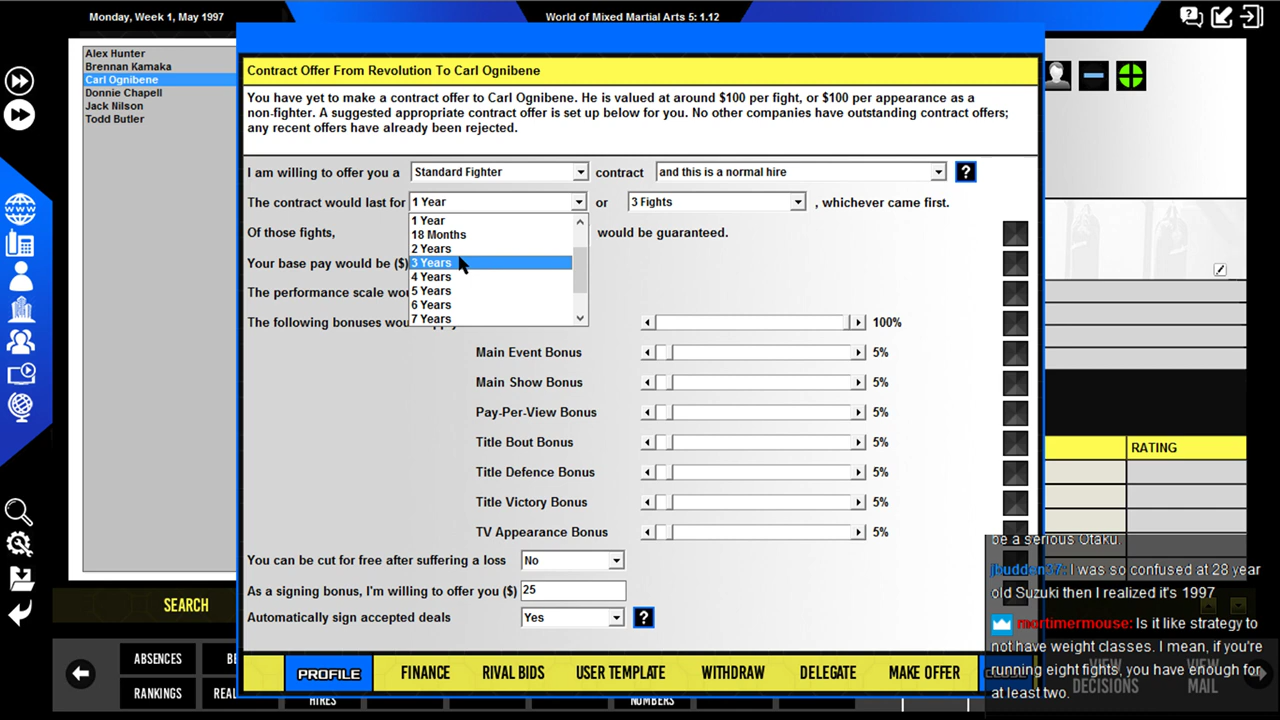 Monday, Week 1, May 1997
World of Mixed Martial Arts 5: 1.12
Alex Hunter
Brennan Kamaka
Carl Ognibene
Donnie Chapell
Jack Nilson
Todd Butler
Contract Offer From Revolution To Carl Ognibene
You have yet to make a contract offer to Carl Ognibene. He is valued at around $100 per fight, or $100 per appearance as a
non-fighter. A suggested appropriate contract offer is set up below for you. No other companies have outstanding contract offers;
any recent offers have already been rejected.
I am willing to offer you a Standard Fighter contract and this is a normal hire ?
The contract would last for 1 Year or 3 Fights , whichever came first.
1 Year
18 Months
2 Years
3 Years
4 Years
5 Years
6 Years
7 Years
Of those fights, would be guaranteed.
Your base pay would be ($)
The performance scale wo
The following bonuses wou 100%
Main Event Bonus 5%
Main Show Bonus 5%
Pay-Per-View Bonus 5%
Title Bout Bonus 5%
Title Defence Bonus 5%
Title Victory Bonus 5%
TV Appearance Bonus 5%
You can be cut for free after suffering a loss No
As a signing bonus, I'm willing to offer you ($) 25
Automatically sign accepted deals Yes ?
PROFILE FINANCE RIVAL BIDS USER TEMPLATE WITHDRAW DELEGATE MAKE OFFER
RATING
SEARCH
ABSENCES
RANKINGS
HIRES
NUMBERS
VIEW DECISIONS
VIEW MAIL
be a serious Otaku.
jbudden37: I was so confused at 28 year
old Suzuki then I realized it's 1997
mortimermouse: Is it like strategy to
not have weight classes. I mean, if you're
running eight fights, you have enough for
at least two.